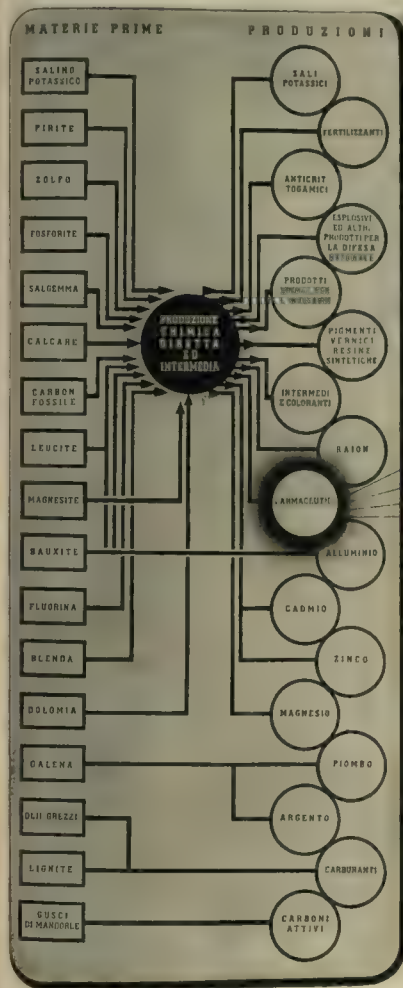 MATERIE PRIME
SALINO
POTASSICO
PIRITE
ZOLFO
FOSFORITE
SALGEMMA
CALCARE
CARBON
FOSSILE
LEUCITE
MAGNESITE
BAUXITE
FLUORINA
BLENDA
DOLOMIA
GALENA
OLII GREZZI
LIGNITE
GUSCI
DI MANDORLE
PRODUZIONE
CHIMICA
DIRETTA
ED
INTERMEDIA
PRODUZIONI
SALI
POTASSICI
FERTILIZZANTI
ANTICRIT
TOGAMICI
ESPLOSIVI
ED ALTRI
PRODOTTI PER
LA DIFESA
PRODOTTI
PIGMENTI
VERNICI
RESINE
SINTETICHE
INTERMEDI
E COLORANTI
RAION
FARMACEUTICI
ALLUMINIO
CADMIO
ZINCO
MAGNESIO
PIOMBO
ARGENTO
CARBURANTI
CARBONI
ATTIVI